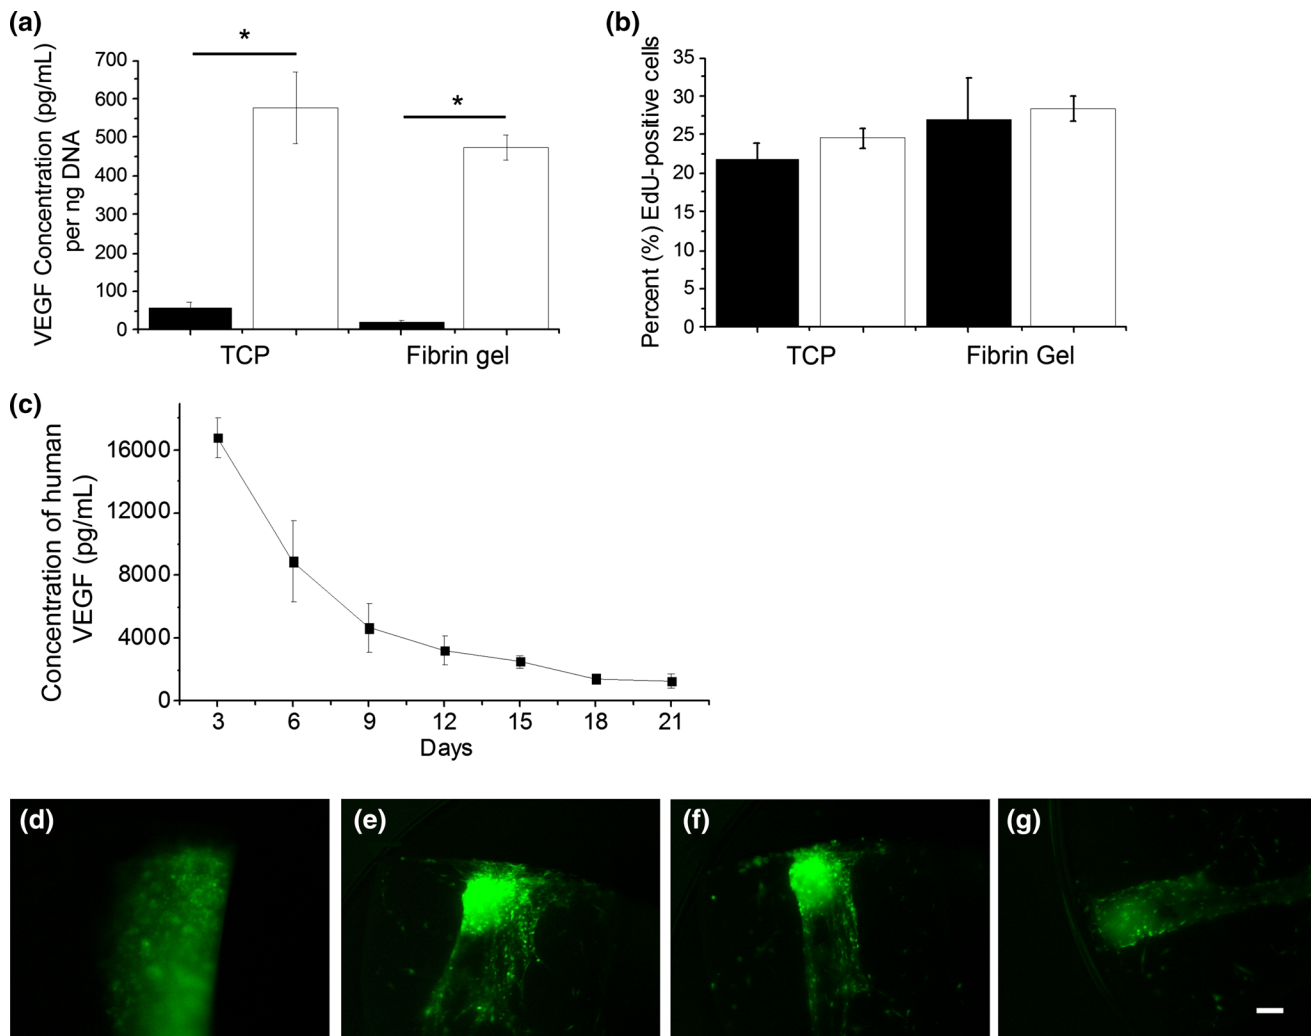 (a)
*
*
VEGF Concentration (pg/mL)
per ng DNA
700
600
500
400
300
200
100
0
TCP
Fibrin gel
(b)
Percent (%) EdU-positive cells
35
30
25
20
15
10
5
0
TCP
Fibrin Gel
(c)
Concentration of human
VEGF (pg/mL)
16000
12000
8000
4000
0
3 6 9 12 15 18 21
Days
(d)
(e)
(f)
(g)